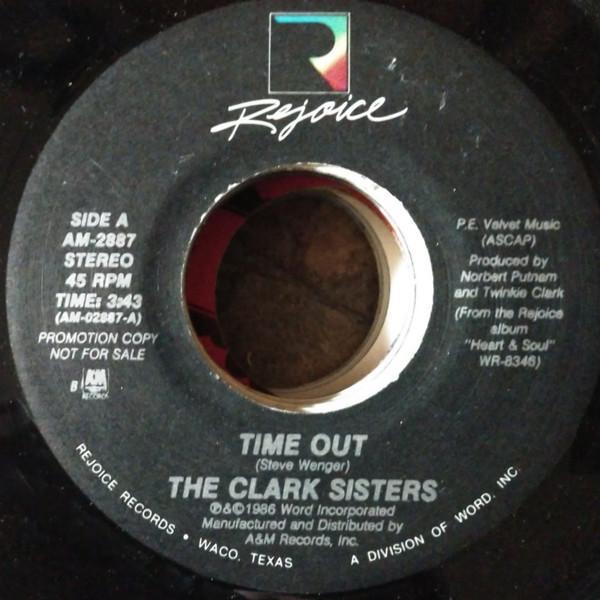 R
Rejoice
SIDE A
AM-2887
STEREO
45 RPM
TIME: 3:43
(AM-02887-A)
PROMOTION COPY
NOT FOR SALE
B A&M
RECORDS
P.E. Velvet Music
(ASCAP)
Produced by
Norbert Putnam
and Twinkie Clark
(From the Rejoice
album
"Heart & Soul"
WR-8346)
TIME OUT
(Steve Wenger)
THE CLARK SISTERS
℗&©1986 Word Incorporated
Manufactured and Distributed by
A&M Records, Inc.
REJOICE RECORDS • WACO, TEXAS A DIVISION OF WORD, INC.